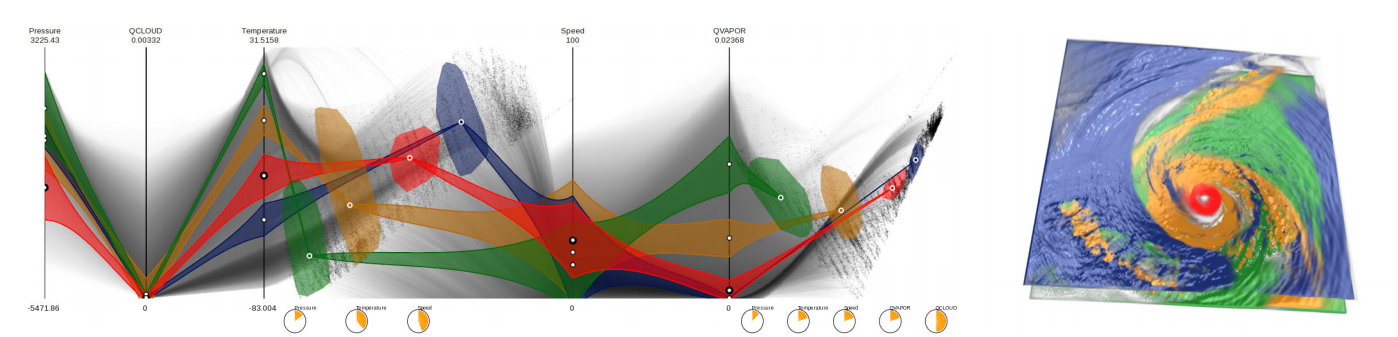 Pressure QCLOUD Temperature Speed QVAPOR
3225.43 0.00332 31.5158 100 0.02368
-5471.86 0 -83.004 0 0
Pressure Temperature Speed Pressure Temperature Speed QVAPOR QCLOUD